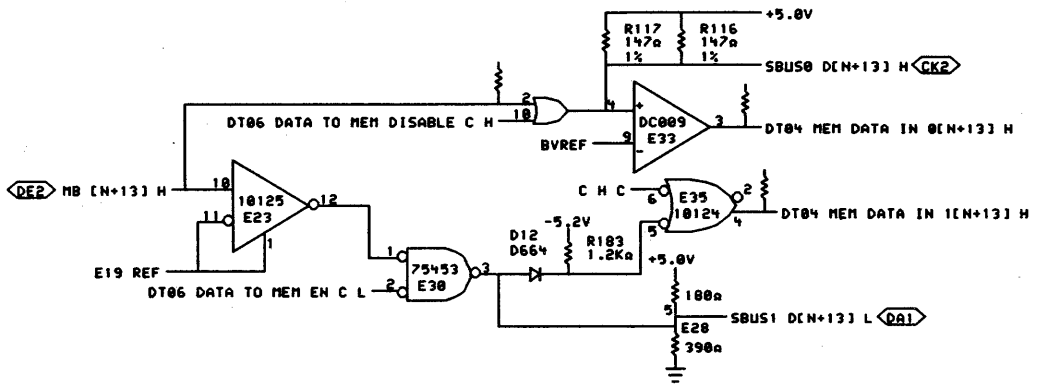 +5.0V
R117 R116
147Ω 147Ω
1% 1%
SBUS0 D[N+13] H CK2
2
DT06 DATA TO MEM DISABLE C H 10
4 + DC009 3
BVREF 9 - E33
DT04 MEM DATA IN 0[N+13] H
DE2 MB [N+13] H 10
10125 12
11 E23
1
E19 REF
C H C 6
E35 2
10124
5 4
DT04 MEM DATA IN 1[N+13] H
-5.2V
D12 R183
D664 1.2KΩ
1 75453 3
DT06 DATA TO MEM EN C L 2 E30
+5.0V
180Ω
5 SBUS1 D[N+13] L DA1
E28
390Ω